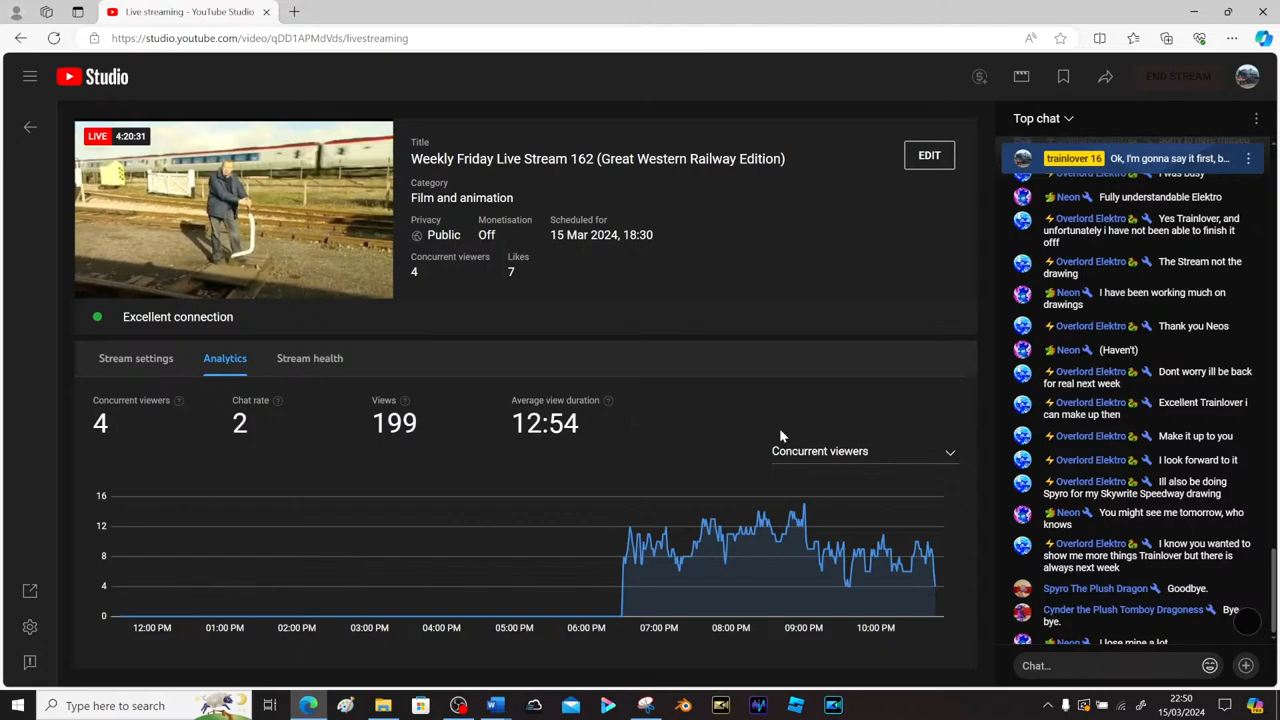 Live streaming - YouTube Studio
https://studio.youtube.com/video/qDD1APMdVds/livestreaming
Studio
END STREAM
LIVE 4:20:31
Title
Weekly Friday Live Stream 162 (Great Western Railway Edition)
EDIT
Category
Film and animation
Privacy Monetisation Scheduled for
Public Off 15 Mar 2024, 18:30
Concurrent viewers Likes
4 7
Excellent connection
Stream settings Analytics Stream health
Concurrent viewers Chat rate Views Average view duration
4 2 199 12:54
Concurrent viewers
16
12
8
4
0
12:00 PM 01:00 PM 02:00 PM 03:00 PM 04:00 PM 05:00 PM 06:00 PM 07:00 PM 08:00 PM 09:00 PM 10:00 PM
Top chat
trainlover 16 Ok, I'm gonna say it first, b...
I was busy
Neon Fully understandable Elektro
Overlord Elektro Yes Trainlover, and
unfortunately i have not been able to finish it
offf
Overlord Elektro The Stream not the
drawing
Neon I have been working much on
drawings
Overlord Elektro Thank you Neos
Neon (Haven't)
Overlord Elektro Dont worry ill be back
for real next week
Overlord Elektro Excellent Trainlover i
can make up then
Overlord Elektro Make it up to you
Overlord Elektro I look forward to it
Overlord Elektro Ill also be doing
Spyro for my Skywrite Speedway drawing
Neon You might see me tomorrow, who
knows
Overlord Elektro I know you wanted to
show me more things Trainlover but there is
always next week
Spyro The Plush Dragon Goodbye.
Cynder the Plush Tomboy Dragoness Bye
bye.
Neon I lose mine a lot
Chat...
Type here to search
22:50
15/03/2024